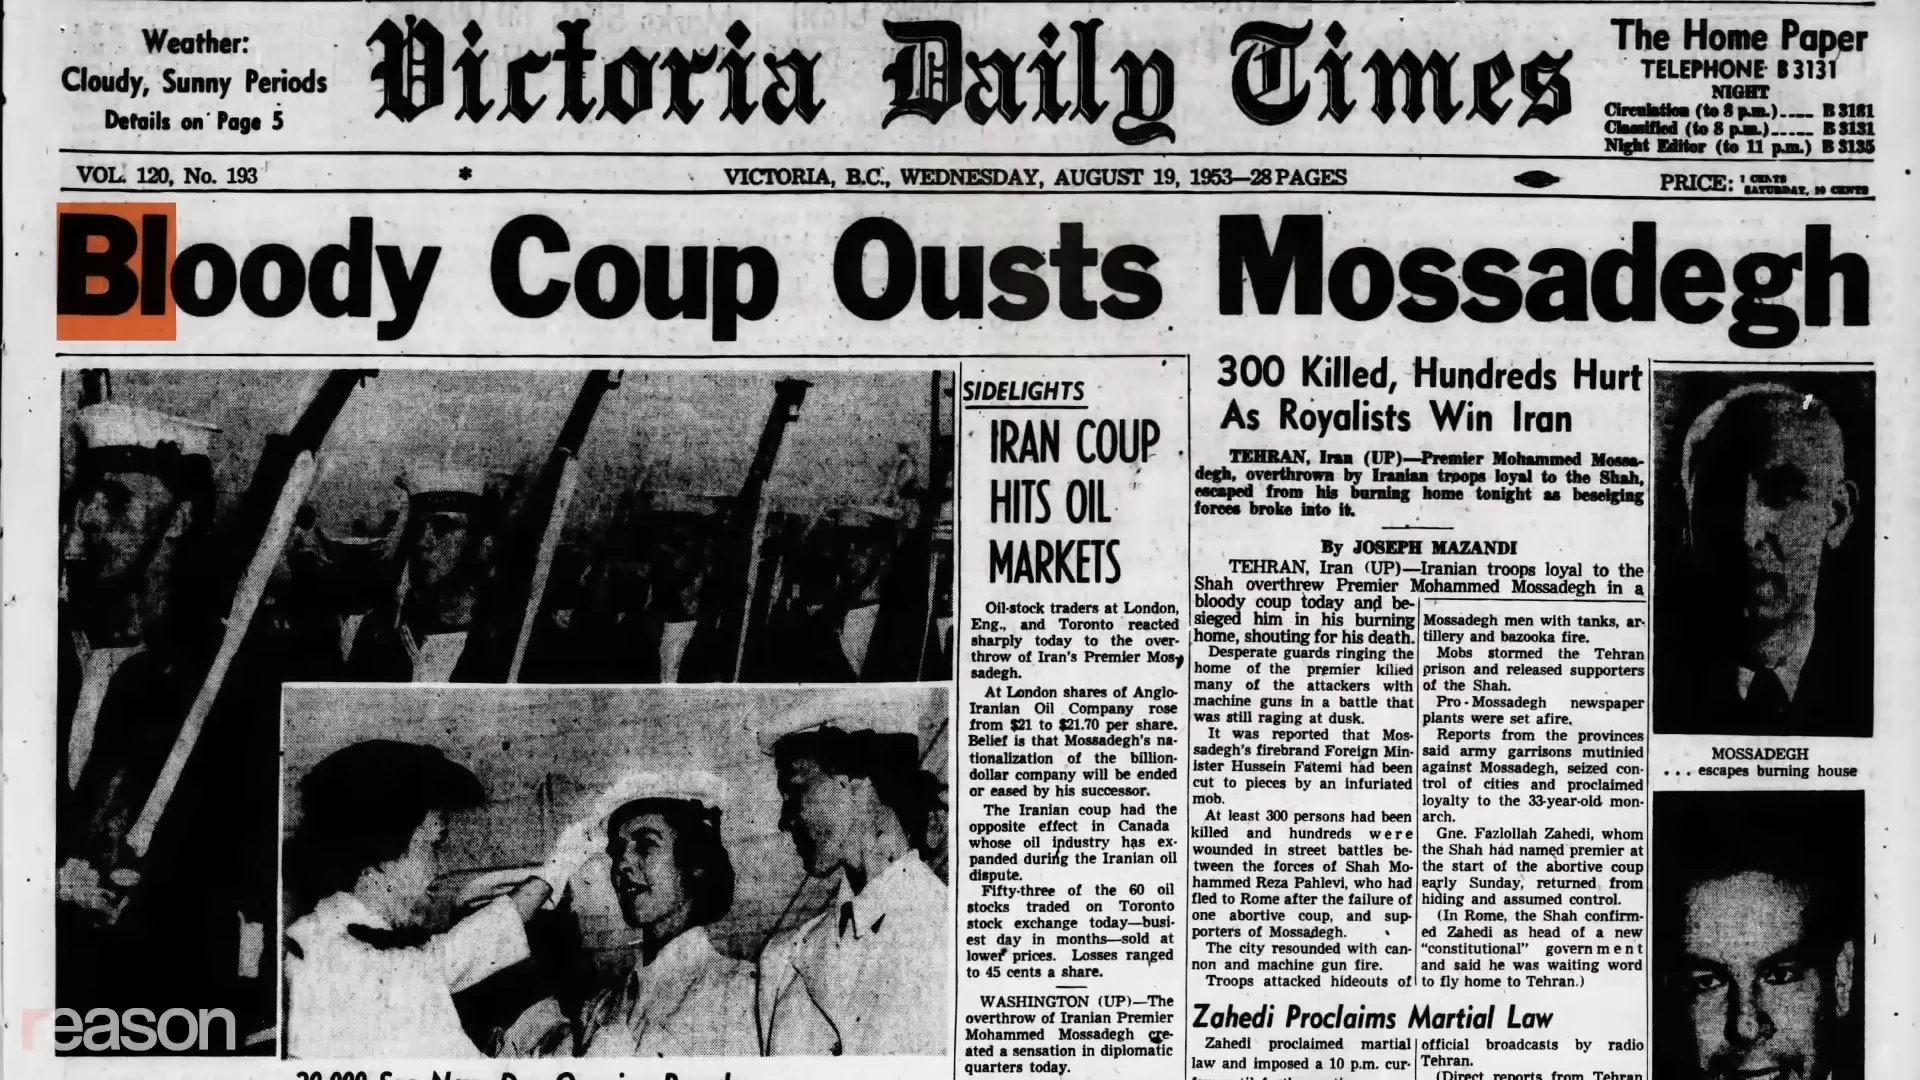 Weather:
Cloudy, Sunny Periods
Details on Page 5
Victoria Daily Times
The Home Paper
TELEPHONE B 3131
NIGHT
Circulation (to 8 p.m.)---- B 3131
Classified (to 8 p.m.)----- B 3131
Night Editor (to 11 p.m.) B 3135
VOL. 120, No. 193
*
VICTORIA, B.C., WEDNESDAY, AUGUST 19, 1953—28 PAGES
PRICE: 7 CENTS
SATURDAY, 10 CENTS
Bloody Coup Ousts Mossadegh
SIDELIGHTS
IRAN COUP
HITS OIL
MARKETS
Oil-stock traders at London,
Eng., and Toronto reacted
sharply today to the over-
throw of Iran's Premier Mos-
sadegh.
At London shares of Anglo-
Iranian Oil Company rose
from $21 to $21.70 per share.
Belief is that Mossadegh's na-
tionalization of the billion-
dollar company will be ended
or eased by his successor.
The Iranian coup had the
opposite effect in Canada
whose oil industry has ex-
panded during the Iranian oil
dispute.
Fifty-three of the 60 oil
stocks traded on Toronto
stock exchange today—busi-
est day in months—sold at
lower prices. Losses ranged
to 45 cents a share.
WASHINGTON (UP)—The
overthrow of Iranian Premier
Mohammed Mossadegh cre-
ated a sensation in diplomatic
quarters today.
300 Killed, Hundreds Hurt
As Royalists Win Iran
TEHRAN, Iran (UP)—Premier Mohammed Mossa-
degh, overthrown by Iranian troops loyal to the Shah,
escaped from his burning home tonight as beseiging
forces broke into it.
By JOSEPH MAZANDI
TEHRAN, Iran (UP)—Iranian troops loyal to the
Shah overthrew Premier Mohammed Mossadegh in a
bloody coup today and be-
sieged him in his burning
home, shouting for his death.
Desperate guards ringing the
home of the premier killed
many of the attackers with
machine guns in a battle that
was still raging at dusk.
It was reported that Mos-
sadegh's firebrand Foreign Min-
ister Hussein Fatemi had been
cut to pieces by an infuriated
mob.
At least 300 persons had been
killed and hundreds were
wounded in street battles be-
tween the forces of Shah Mo-
hammed Reza Pahlevi, who had
fled to Rome after the failure of
one abortive coup, and sup-
porters of Mossadegh.
The city resounded with can-
non and machine gun fire.
Troops attacked hideouts of
Mossadegh men with tanks, ar-
tillery and bazooka fire.
Mobs stormed the Tehran
prison and released supporters
of the Shah.
Pro-Mossadegh newspaper
plants were set afire.
Reports from the provinces
said army garrisons mutinied
against Mossadegh, seized con-
trol of cities and proclaimed
loyalty to the 33-year-old mon-
arch.
Gne. Fazlollah Zahedi, whom
the Shah had named premier at
the start of the abortive coup
early Sunday, returned from
hiding and assumed control.
(In Rome, the Shah confirm-
ed Zahedi as head of a new
"constitutional" government
and said he was waiting word
to fly home to Tehran.)
Zahedi Proclaims Martial Law
Zahedi proclaimed martial
law and imposed a 10 p.m. cur-
official broadcasts by radio
Tehran.
(Direct reports from Tehran
MOSSADEGH
. . . escapes burning house
reason